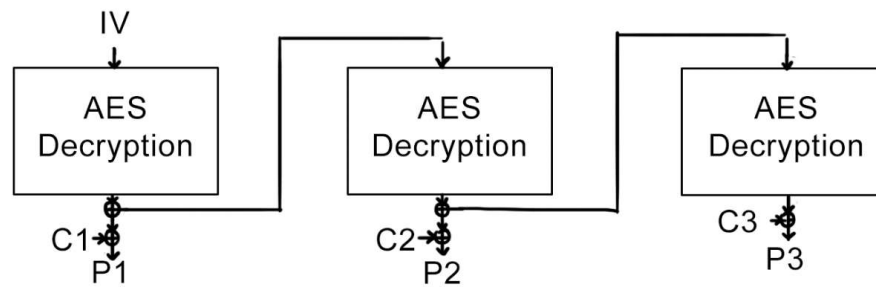 IV
AES
Decryption
AES
Decryption
AES
Decryption
C1
P1
C2
P2
C3
P3